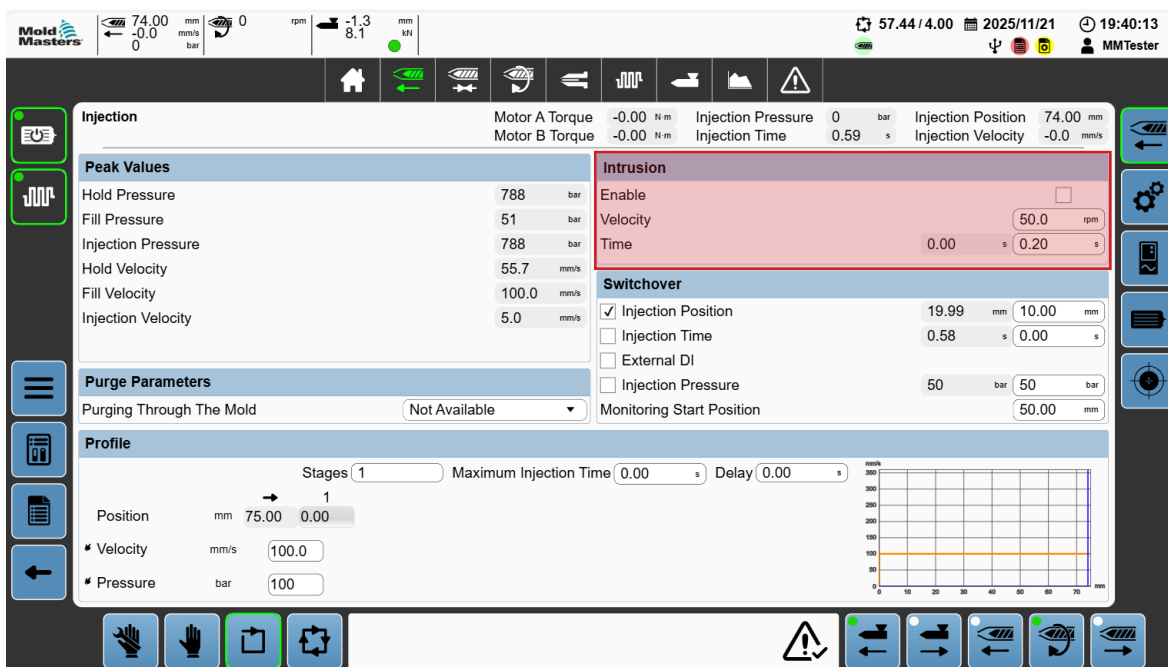 Mold Masters 74.00 mm -0.0 mm/s 0 bar 0 rpm -1.3 mm 8.1 kN 57.44 / 4.00 2025/11/21 19:40:13
MMTester
Injection Motor A Torque -0.00 N·m Injection Pressure 0 bar Injection Position 74.00 mm
Motor B Torque -0.00 N·m Injection Time 0.59 s Injection Velocity -0.0 mm/s
Peak Values
Hold Pressure 788 bar
Fill Pressure 51 bar
Injection Pressure 788 bar
Hold Velocity 55.7 mm/s
Fill Velocity 100.0 mm/s
Injection Velocity 5.0 mm/s
Intrusion
Enable
Velocity 50.0 rpm
Time 0.00 s 0.20 s
Switchover
Injection Position 19.99 mm 10.00 mm
Injection Time 0.58 s 0.00 s
External DI
Injection Pressure 50 bar 50 bar
Monitoring Start Position 50.00 mm
Purge Parameters
Purging Through The Mold Not Available
Profile
Stages 1 Maximum Injection Time 0.00 s Delay 0.00 s
1
Position mm 75.00 0.00
Velocity mm/s 100.0
Pressure bar 100
mm/s
350
300
250
200
150
100
50
0
0 10 20 30 40 50 60 70 mm